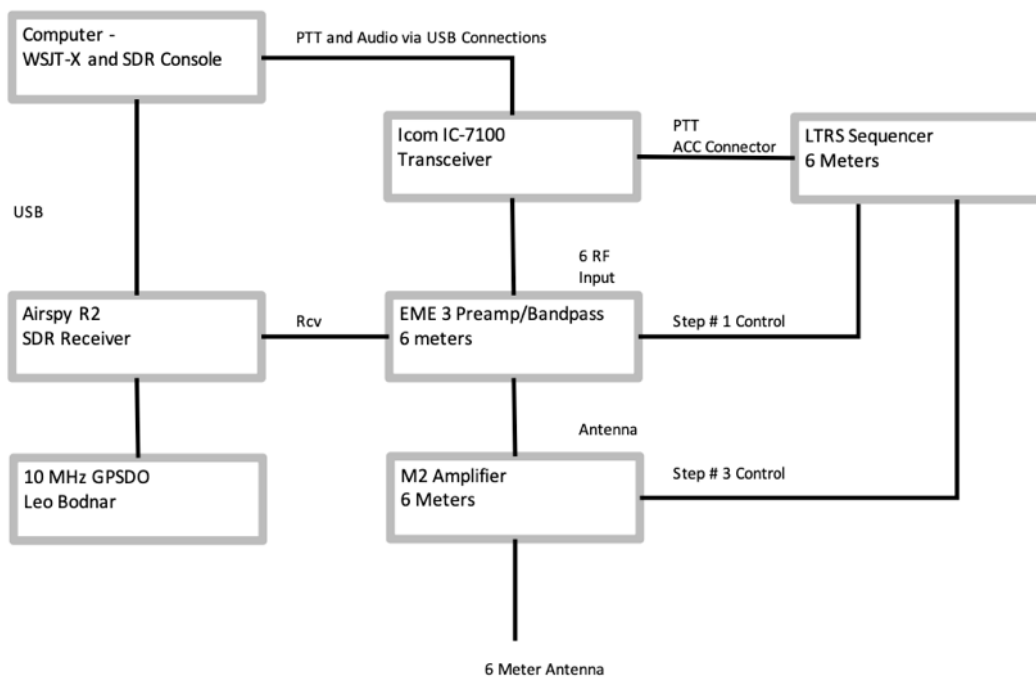 Computer -
WSJT-X and SDR Console
PTT and Audio via USB Connections
Icom IC-7100
Transceiver
PTT
ACC Connector
LTRS Sequencer
6 Meters
USB
6 RF
Input
Airspy R2
SDR Receiver
Rcv
EME 3 Preamp/Bandpass
6 meters
Step # 1 Control
Antenna
10 MHz GPSDO
Leo Bodnar
M2 Amplifier
6 Meters
Step # 3 Control
6 Meter Antenna